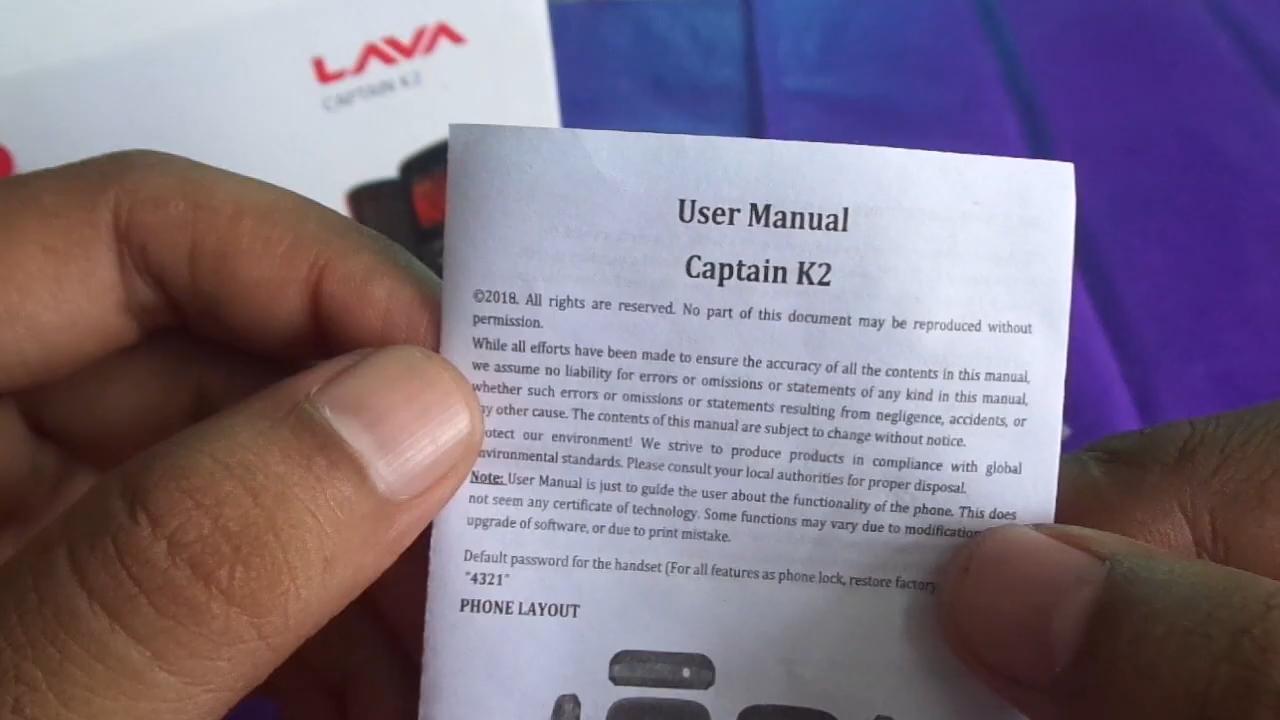 LAVA
CAPTAIN K2
User Manual
Captain K2
©2018. All rights are reserved. No part of this document may be reproduced without
permission.
While all efforts have been made to ensure the accuracy of all the contents in this manual,
we assume no liability for errors or omissions or statements of any kind in this manual,
whether such errors or omissions or statements resulting from negligence, accidents, or
other cause. The contents of this manual are subject to change without notice.
our environment! We strive to produce products in compliance with global
environmental standards. Please consult your local authorities for proper disposal.
Note: User Manual is just to guide the user about the functionality of the phone. This does
not seem any certificate of technology. Some functions may vary due to modification
upgrade of software, or due to print mistake.
Default password for the handset (For all features as phone lock, restore factory
"4321"
PHONE LAYOUT